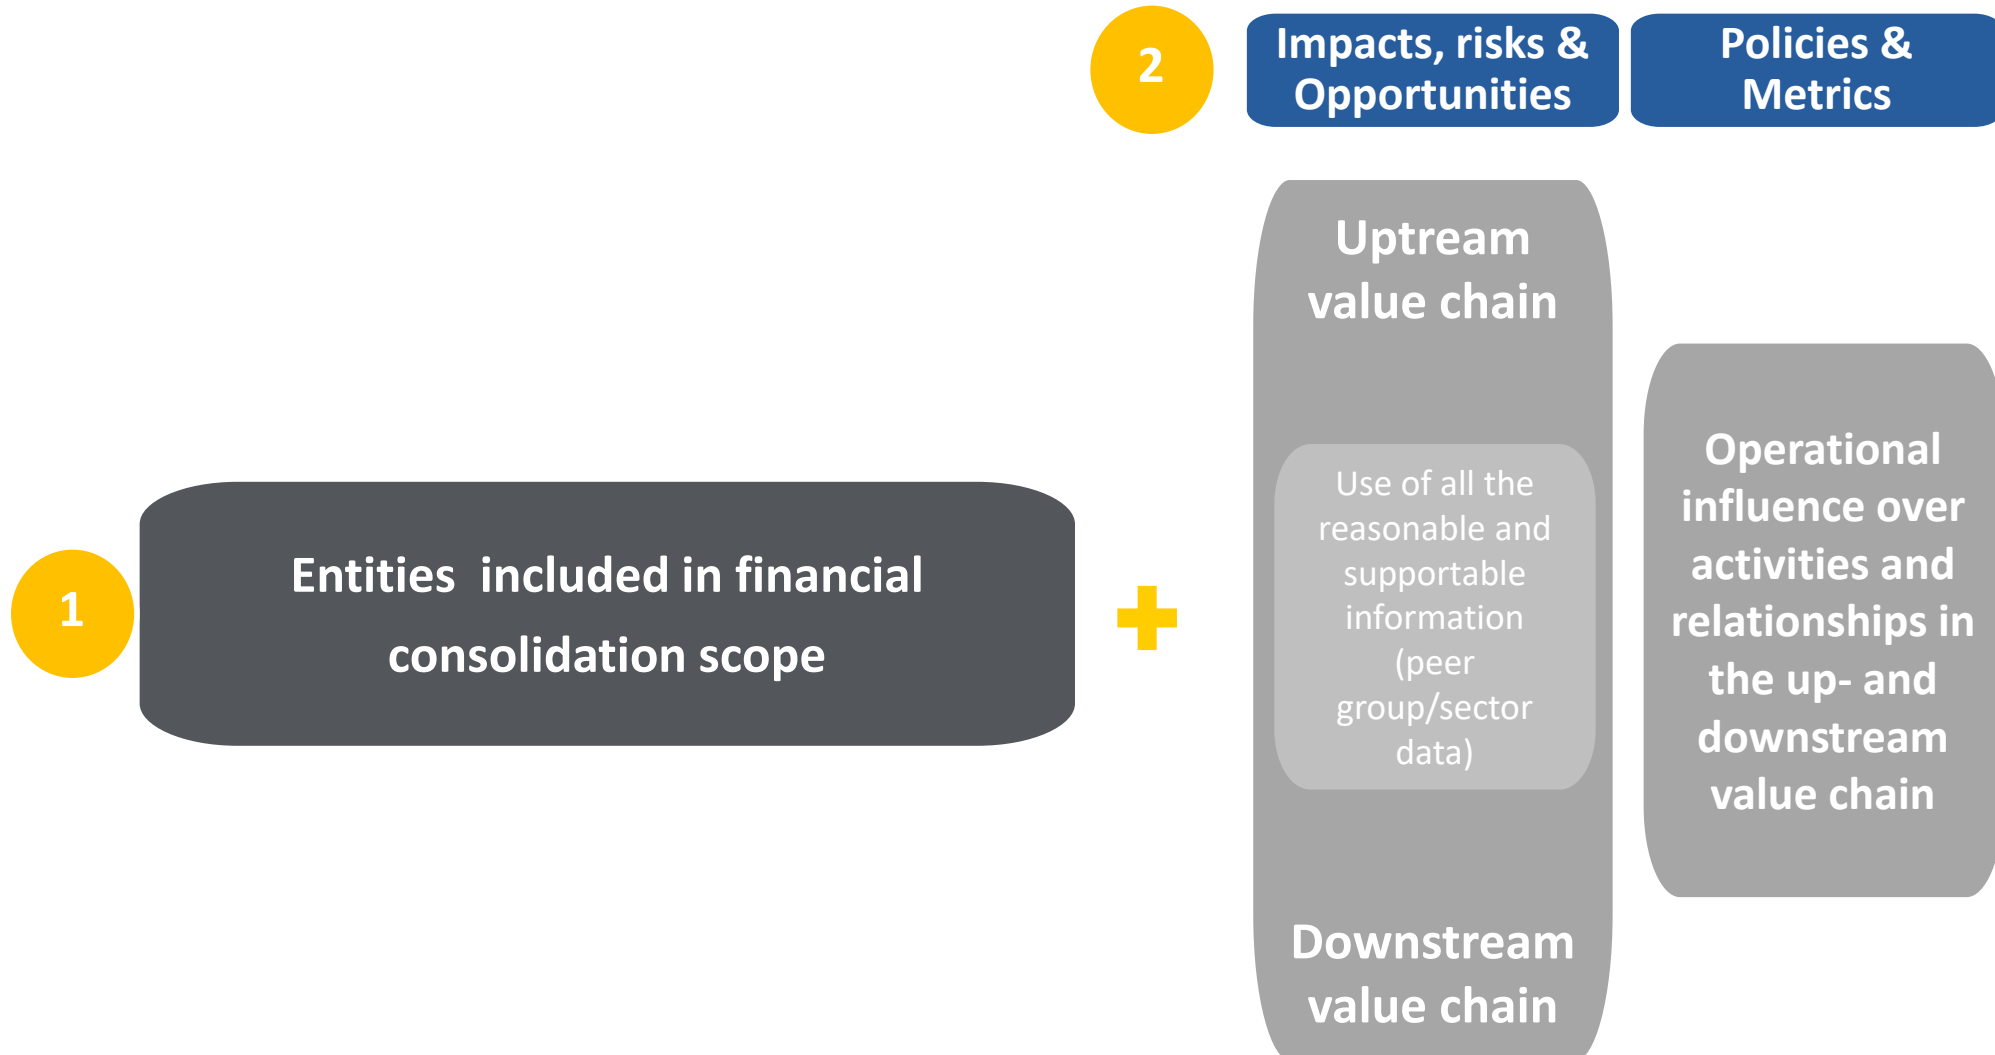 2
Impacts, risks &
Opportunities
Policies &
Metrics
Uptream
value chain
Use of all the
reasonable and
supportable
information
(peer
group/sector
data)
Downstream
value chain
Operational
influence over
activities and
relationships in
the up- and
downstream
value chain
1
Entities  included in financial
consolidation scope